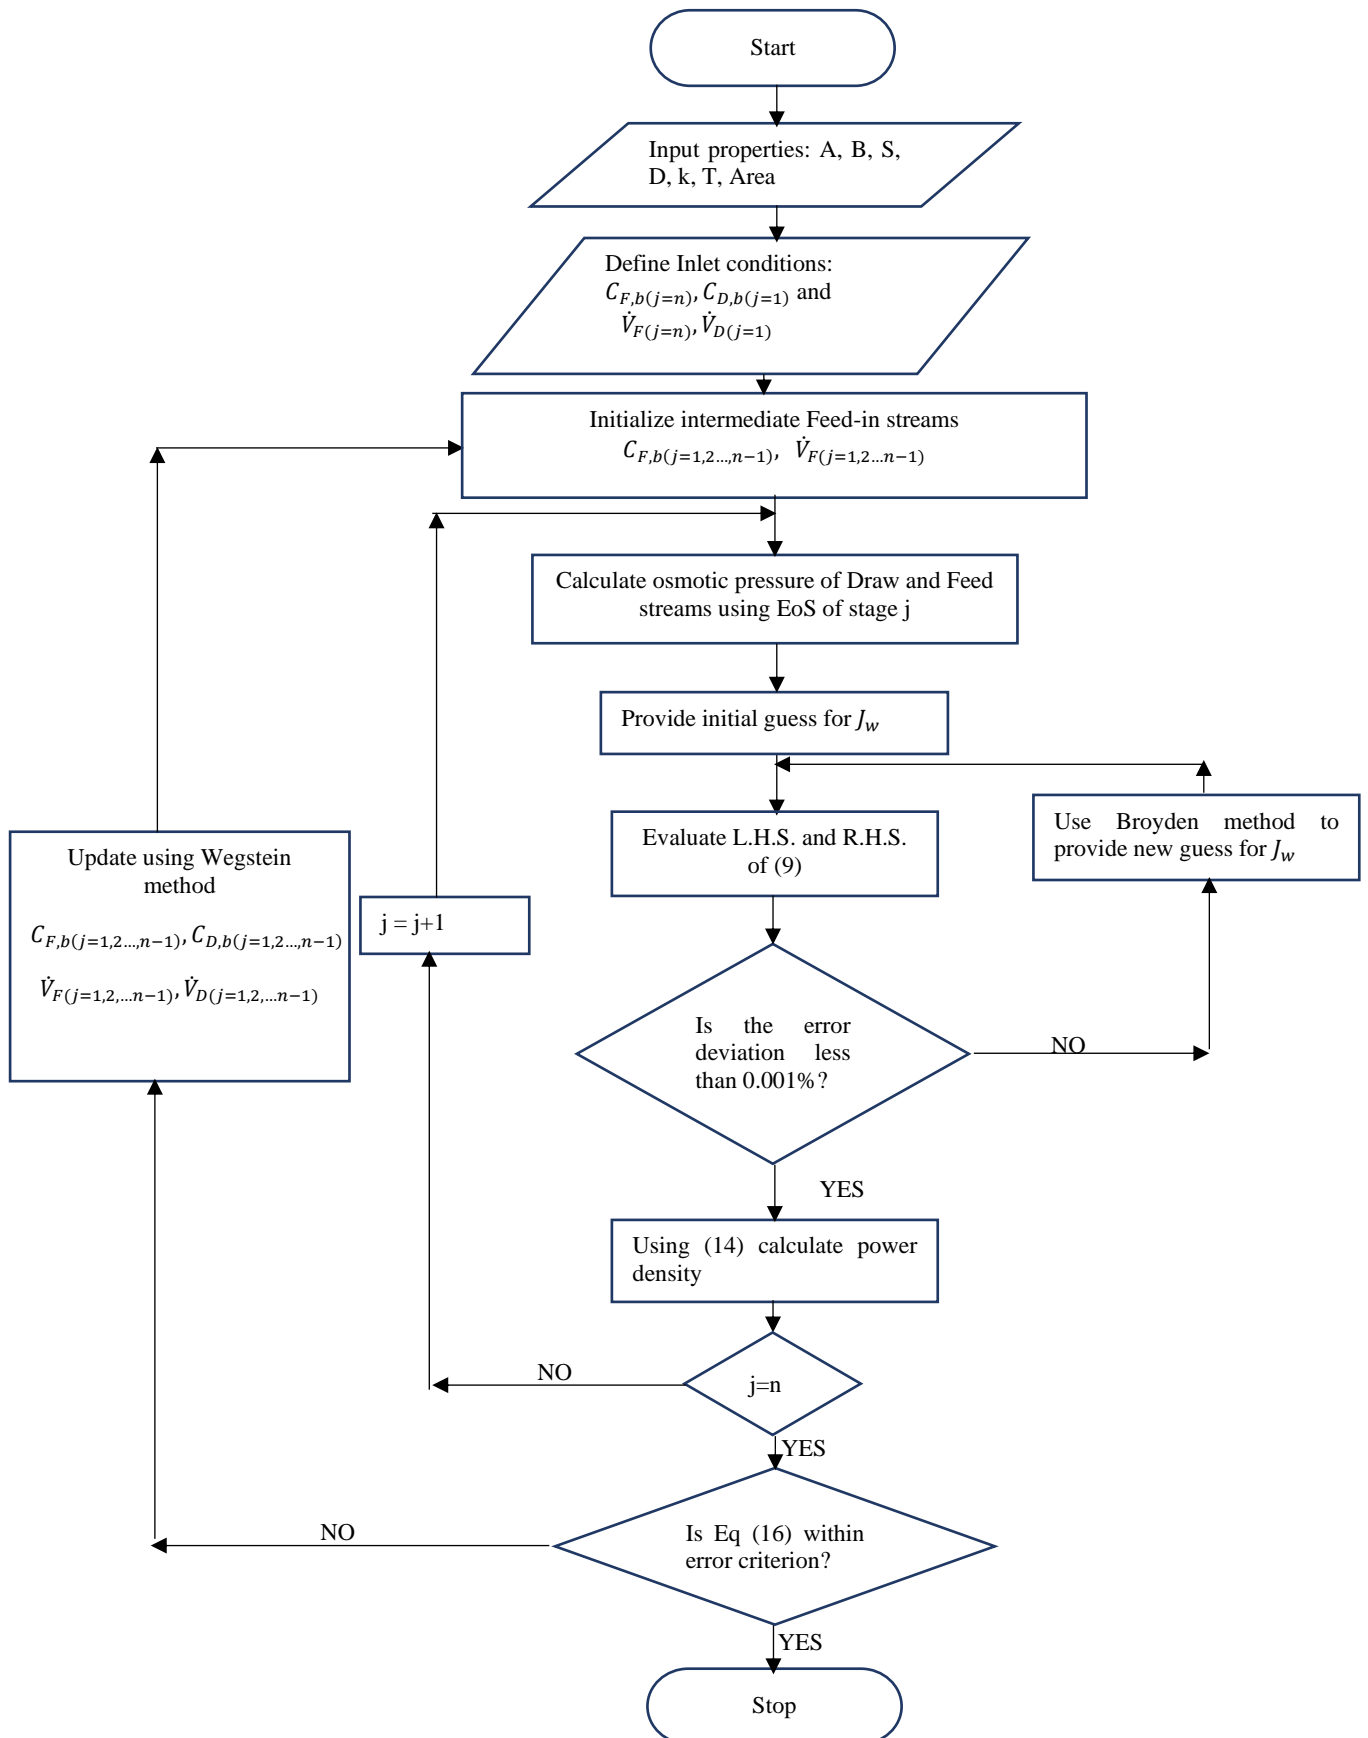 Start
Input properties: A, B, S,
D, k, T, Area
Define Inlet conditions:
C_{F,b(j=n)}, C_{D,b(j=1)} and
V̇_{F(j=n)}, V̇_{D(j=1)}
Initialize intermediate Feed-in streams
C_{F,b(j=1,2…,n−1)}, V̇_{F(j=1,2…n−1)}
Calculate osmotic pressure of Draw and Feed
streams using EoS of stage j
Provide initial guess for J_w
Evaluate L.H.S. and R.H.S.
of (9)
Use Broyden method to
provide new guess for J_w
Update using Wegstein
method
C_{F,b(j=1,2…,n−1)}, C_{D,b(j=1,2…,n−1)}
V̇_{F(j=1,2,…n−1)}, V̇_{D(j=1,2,…n−1)}
j = j+1
Is the error
deviation less
than 0.001%?
NO
YES
Using (14) calculate power
density
NO
j=n
YES
NO
Is Eq (16) within
error criterion?
YES
Stop